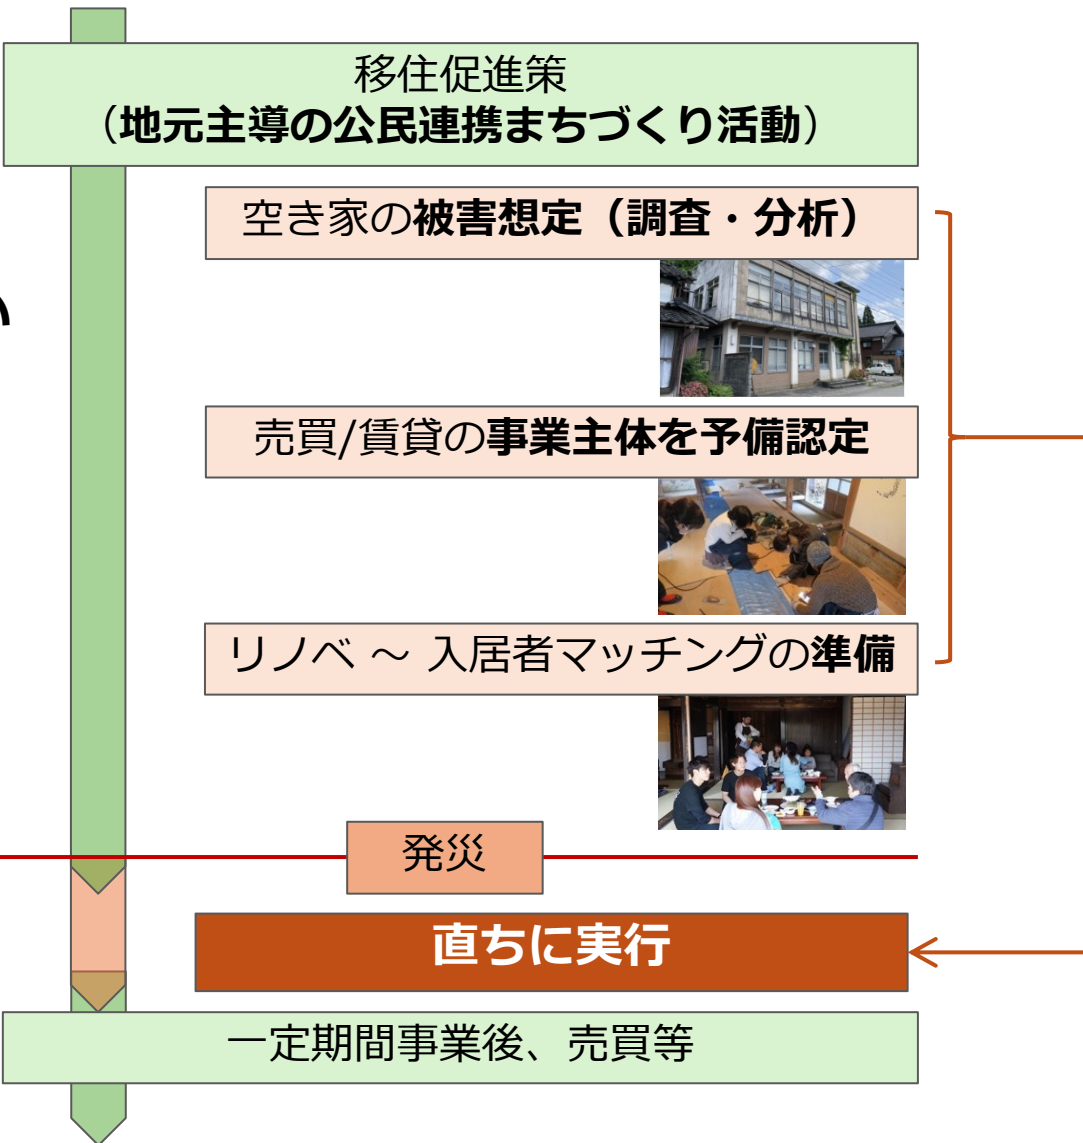 移住促進策
（地元主導の公民連携まちづくり活動）
空き家の被害想定（調査・分析）
い
売買/賃貸の事業主体を予備認定
リノベ ～ 入居者マッチングの準備
発災
直ちに実行
一定期間事業後、売買等